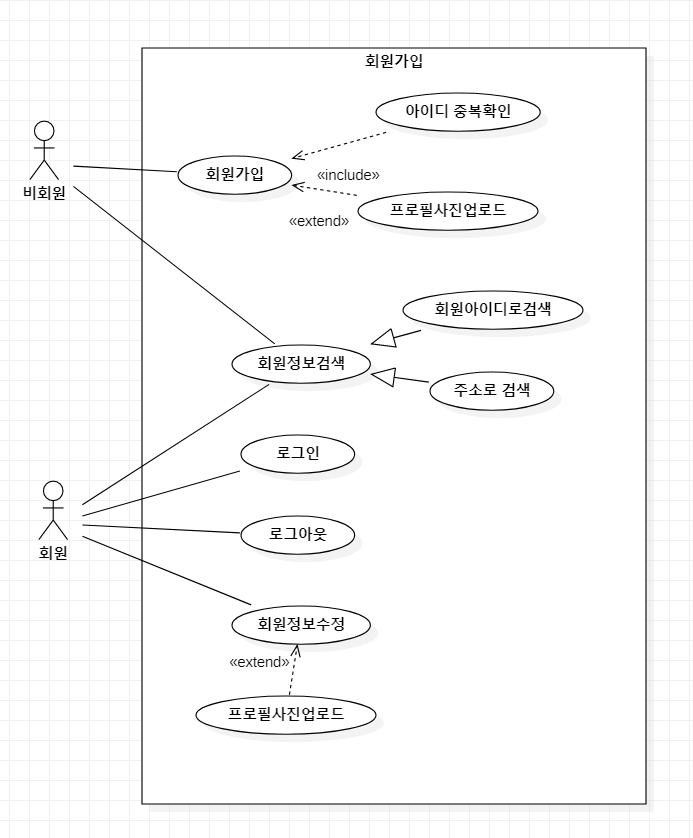 회원가입
아이디 중복확인
비회원
회원가입
«include»
프로필사진업로드
«extend»
회원아이디로검색
회원정보검색
주소로 검색
로그인
회원
로그아웃
회원정보수정
«extend»
프로필사진업로드